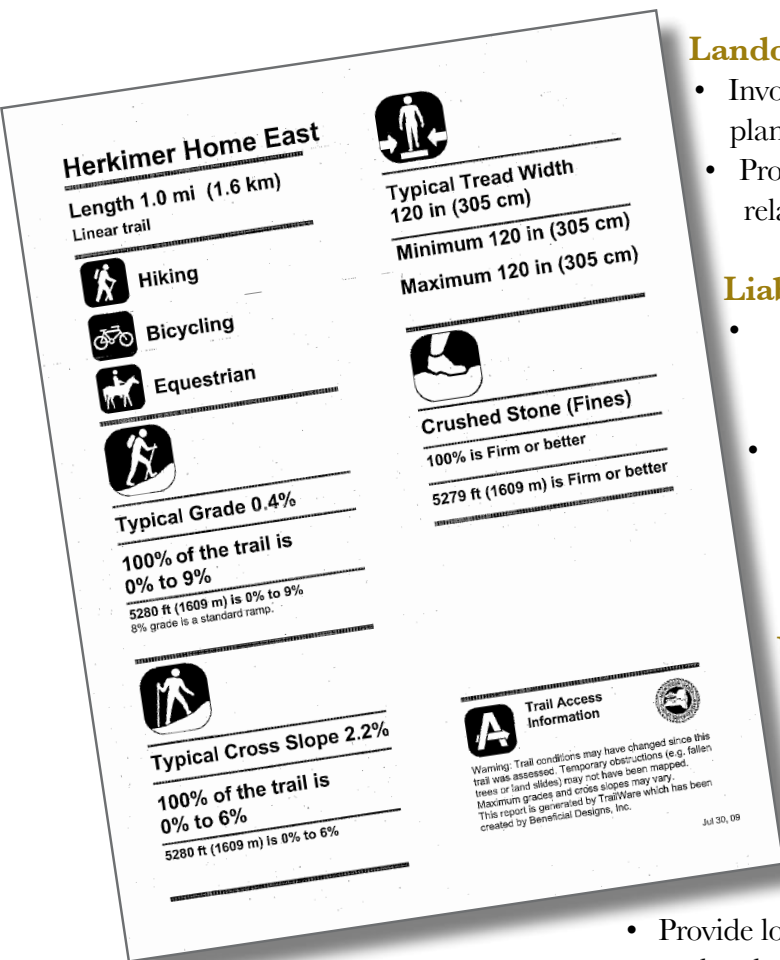 Herkimer Home East
Length 1.0 mi (1.6 km)
Linear trail
Hiking
Bicycling
Equestrian
Typical Grade 0.4%
100% of the trail is
0% to 9%
5280 ft (1609 m) is 0% to 9%
8% grade is a standard ramp.
Typical Cross Slope 2.2%
100% of the trail is
0% to 6%
5280 ft (1609 m) is 0% to 6%
Typical Tread Width
120 in (305 cm)
Minimum 120 in (305 cm)
Maximum 120 in (305 cm)
Crushed Stone (Fines)
100% is Firm or better
5279 ft (1609 m) is Firm or better
Trail Access
Information
Warning: Trail conditions may have changed since this
trail was assessed. Temporary obstructions (e.g. fallen
trees or land slides) may not have been mapped.
Maximum grades and cross slopes may vary.
This report is generated by TrailWare which has been
created by Beneficial Designs, Inc.
Jul 30, 09
• 
• 
• 
• 
• Provide